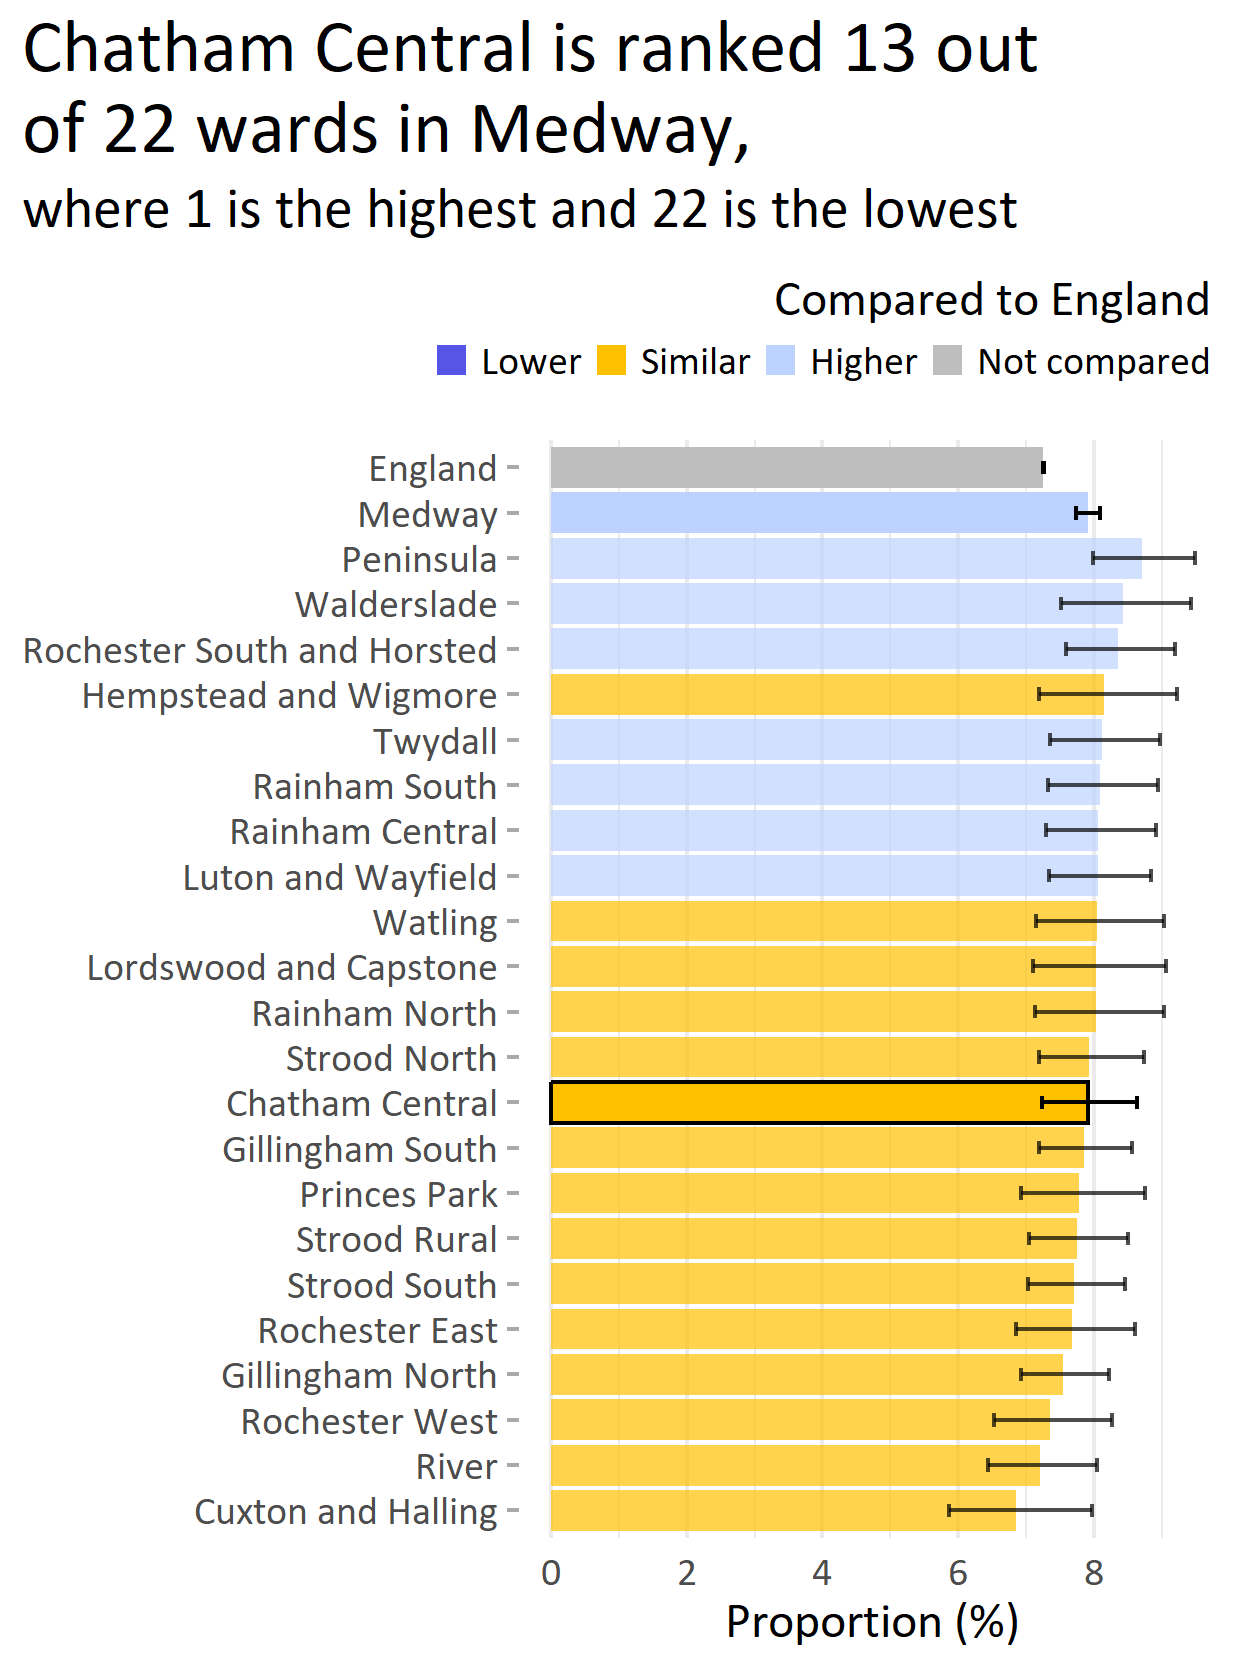 Chatham Central is ranked 13 out
of 22 wards in Medway,
where 1 is the highest and 22 is the lowest
Compared to England
Lower Similar Higher Not compared
England
Medway
Peninsula
Walderslade
Rochester South and Horsted
Hempstead and Wigmore
Twydall
Rainham South
Rainham Central
Luton and Wayfield
Watling
Lordswood and Capstone
Rainham North
Strood North
Chatham Central
Gillingham South
Princes Park
Strood Rural
Strood South
Rochester East
Gillingham North
Rochester West
River
Cuxton and Halling
0 2 4 6 8
Proportion (%)